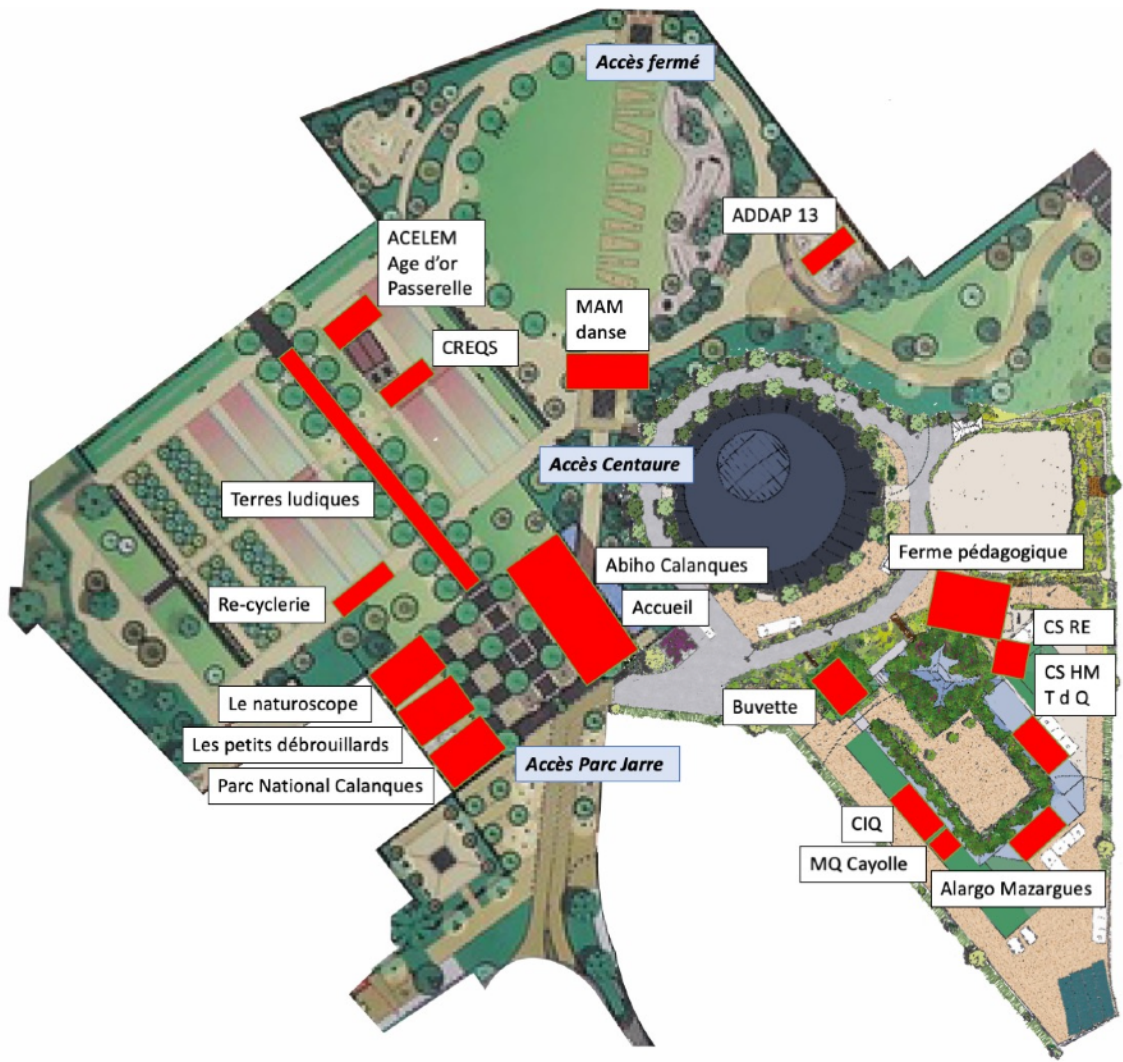 Accès fermé
ADDAP 13
ACELEM
Age d'or
Passerelle
MAM
danse
CREQS
Accès Centaure
Terres ludiques
Ferme pédagogique
Abiho Calanques
Re-cyclerie
Accueil
CS RE
CS HM
T d Q
Le naturoscope
Buvette
Les petits débrouillards
Accès Parc Jarre
Parc National Calanques
CIQ
MQ Cayolle
Alargo Mazargues